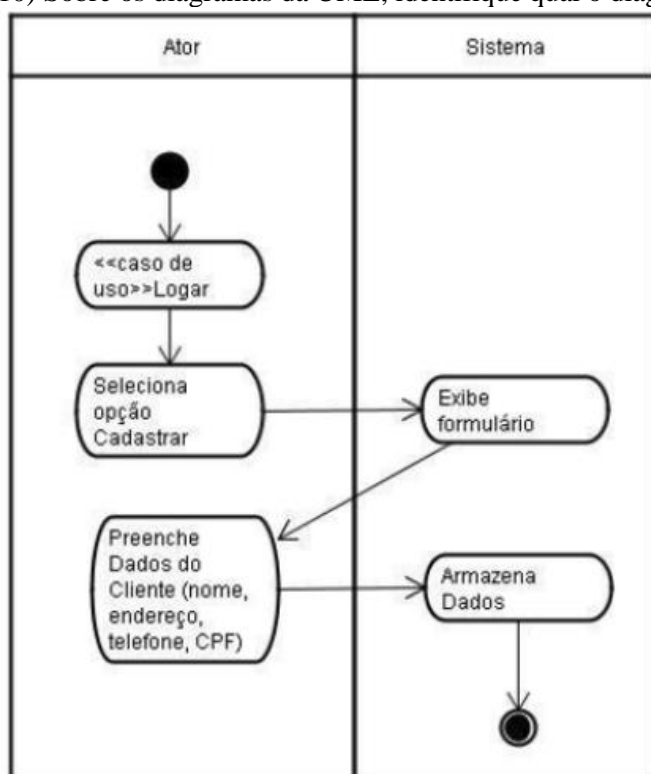 Sobre os diagramas da UML, identifique qual o diag
Ator
Sistema
<<caso de
uso>>Logar
Seleciona
opção
Cadastrar
Exibe
formulário
Preenche
Dados do
Cliente (nome,
endereço,
telefone, CPF)
Armazena
Dados